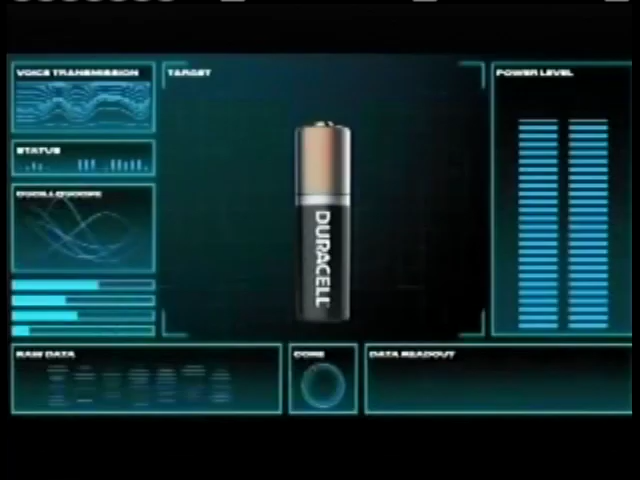 VOICE TRANSMISSION
TARGET
POWER LEVEL
STATUS
OSCILLOSCOPE
DURACELL
RAW DATA
CORE
DATA READOUT